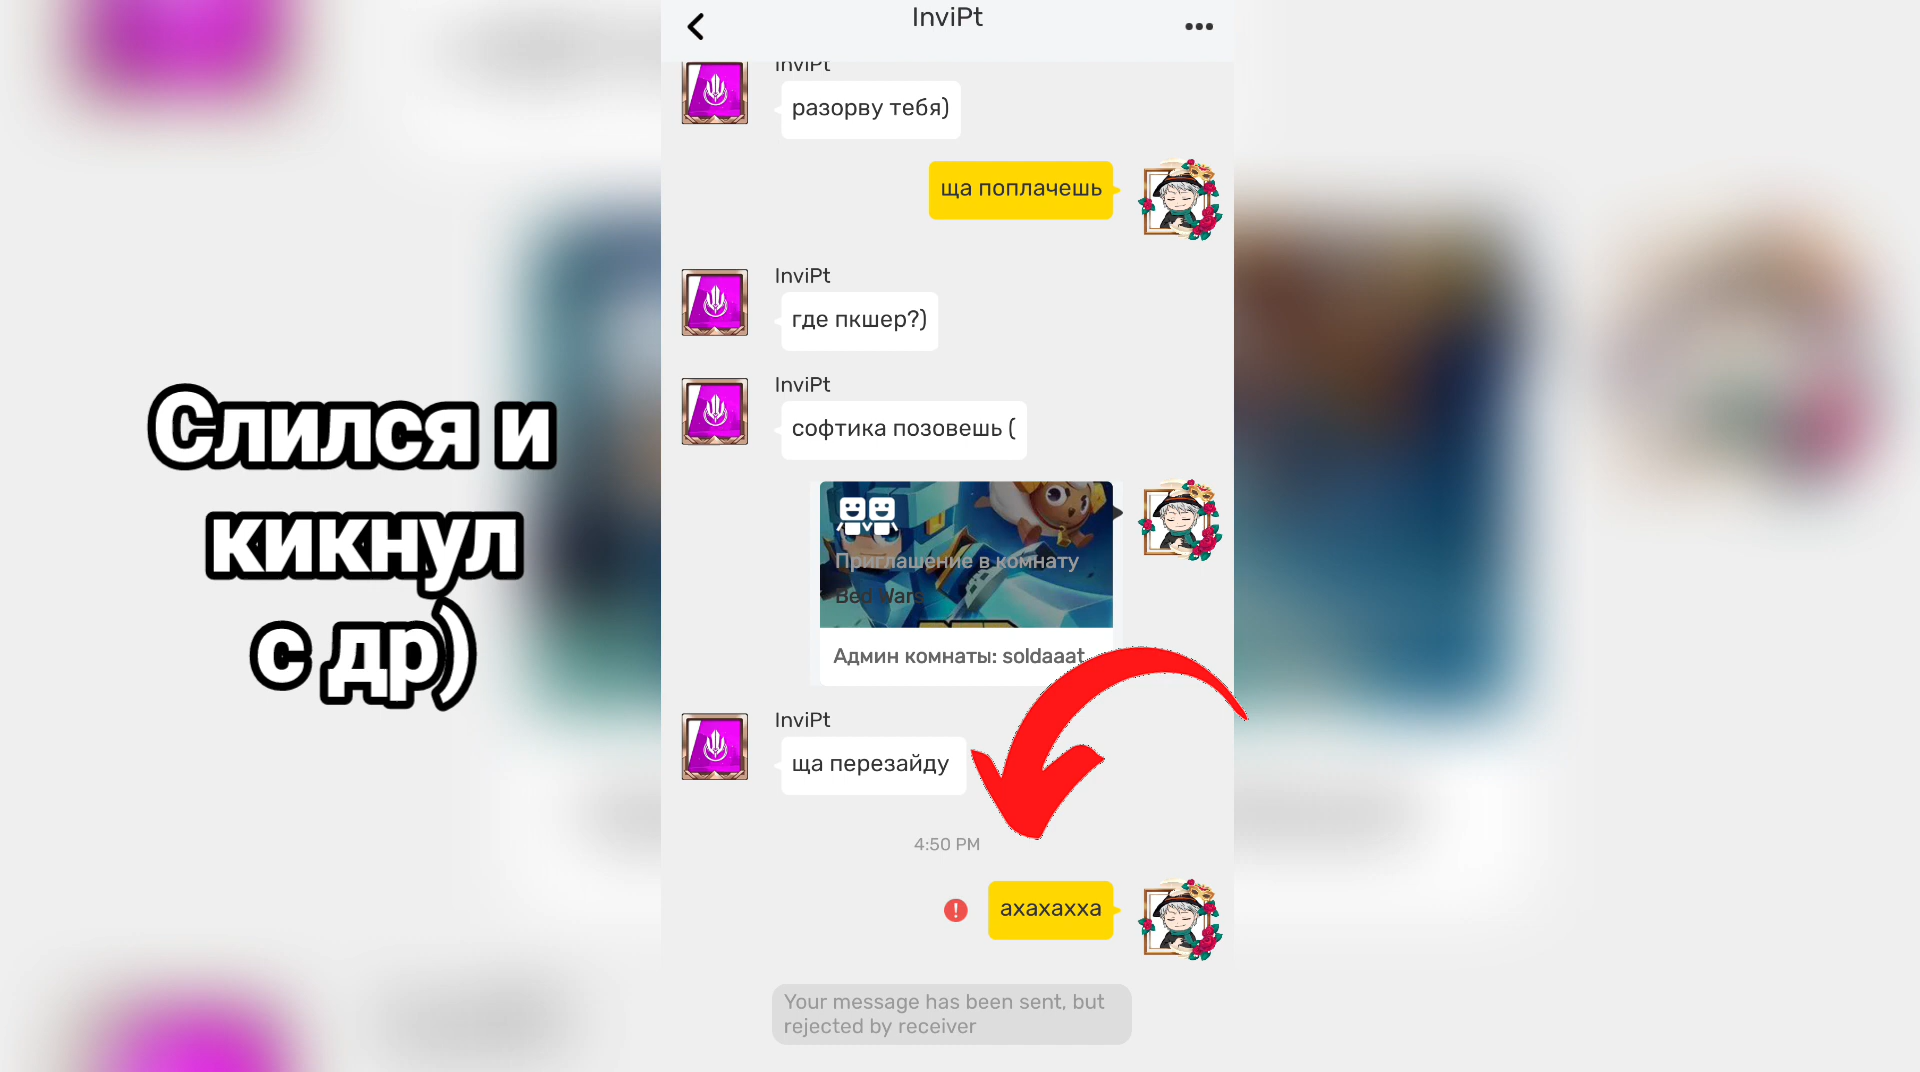 InviPt
InviPt
разорву тебя)
ща поплачешь
InviPt
где пкшер?)
InviPt
софтика позовешь (
Приглашение в комнату
Bed Wars
Админ комнаты: soldaaat
InviPt
ща перезайду
4:50 PM
ахахахха
Your message has been sent, but
rejected by receiver
Слился и
кикнул
с др)